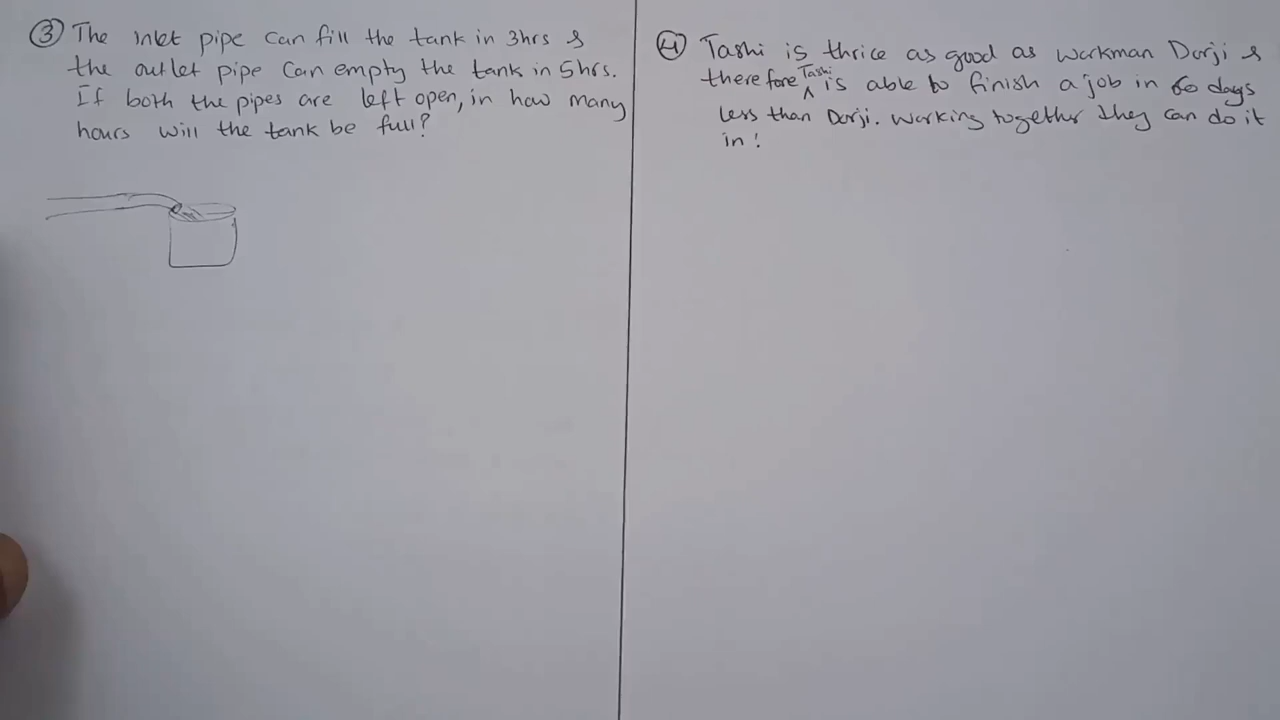 ③ The inlet pipe can fill the tank in 3hrs &
the outlet pipe can empty the tank in 5hrs.
If both the pipes are left open, in how many
hours will the tank be full?
④ Tashi is thrice as good as workman Dorji &
therefore Tashi is able to finish a job in 60 days
less than Dorji. Working together they can do it
in: